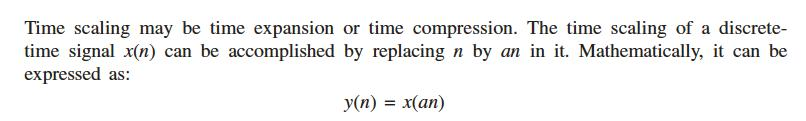 Time scaling may be time expansion or time compression. The time scaling of a discrete-
time signal x(n) can be accomplished by replacing n by an in it. Mathematically, it can be
expressed as:
y(n) = x(an)